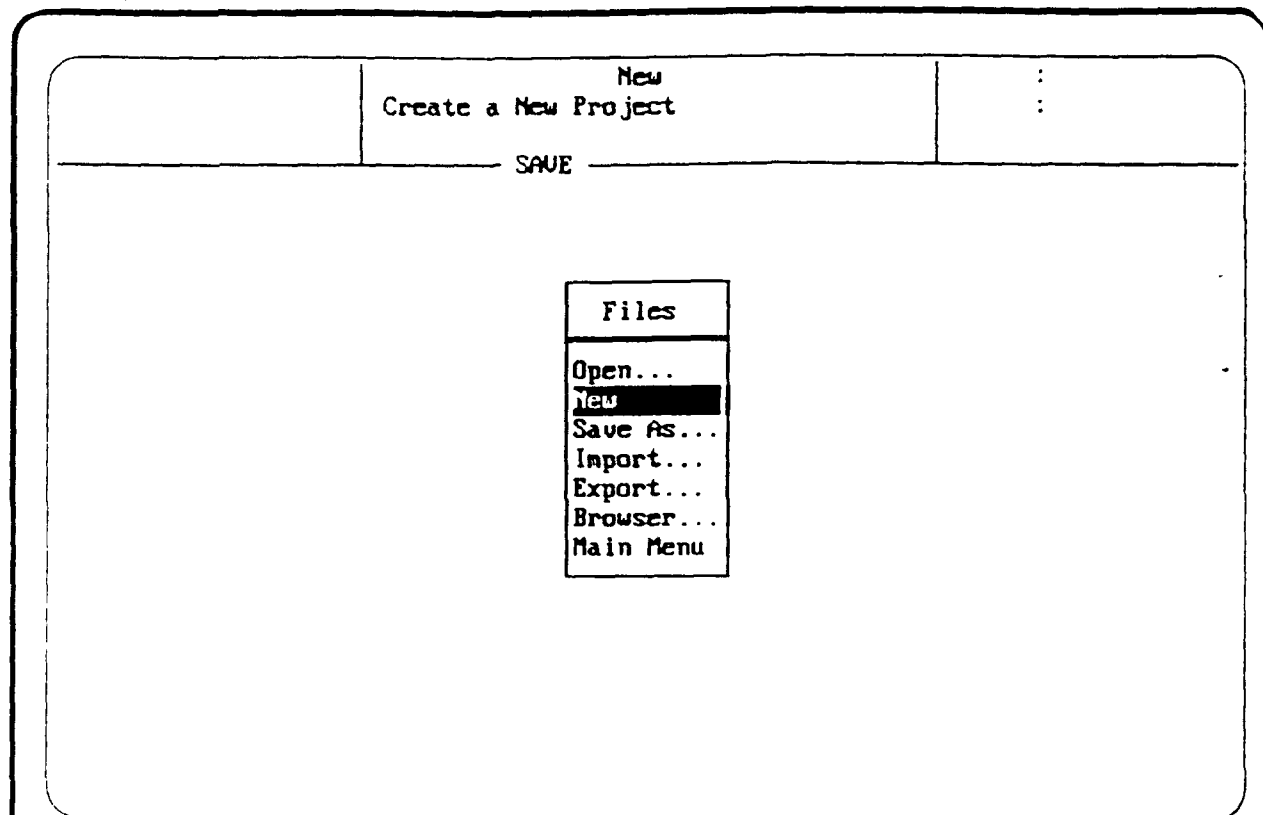 New :
Create a New Project :
SAVE
Files
Open...
New
Save As...
Import...
Export...
Browser...
Main Menu